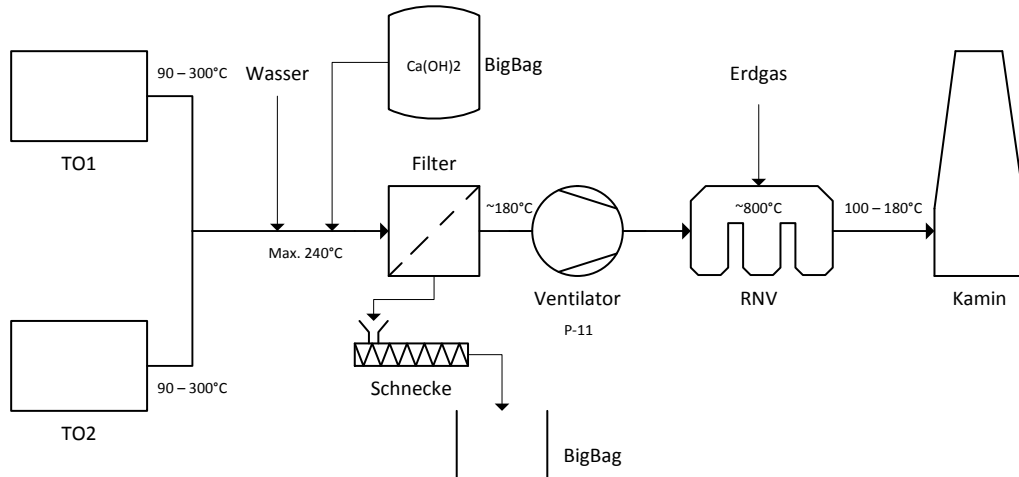 90 – 300°C
Wasser
Ca(OH)2
BigBag
Erdgas
TO1
Filter
~180°C
~800°C
100 – 180°C
Max. 240°C
Ventilator
P-11
RNV
Kamin
90 – 300°C
Schnecke
TO2
BigBag